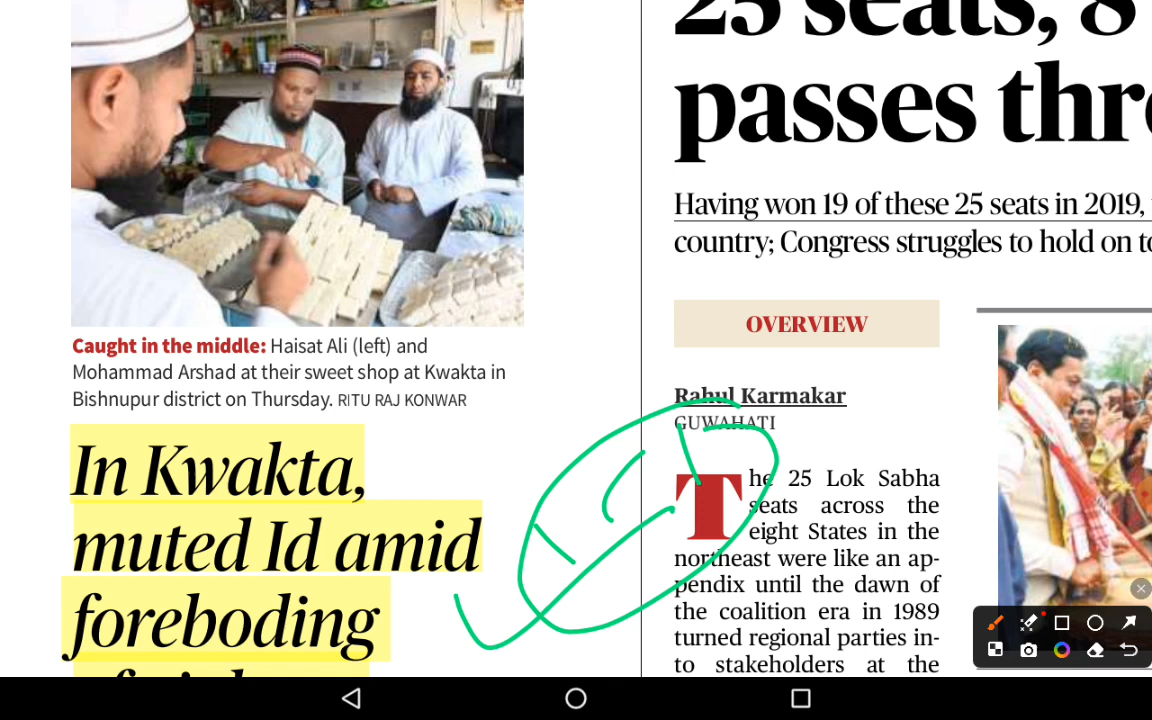 Caught in the middle: Haisat Ali (left) and
Mohammad Arshad at their sweet shop at Kwakta in
Bishnupur district on Thursday. RITU RAJ KONWAR
In Kwakta,
muted Id amid
foreboding
25 seats, 8
passes thr
Having won 19 of these 25 seats in 2019,
country; Congress struggles to hold on t
OVERVIEW
Rahul Karmakar
GUWAHATI
The 25 Lok Sabha
seats across the
eight States in the
northeast were like an ap-
pendix until the dawn of
the coalition era in 1989
turned regional parties in-
to stakeholders at the